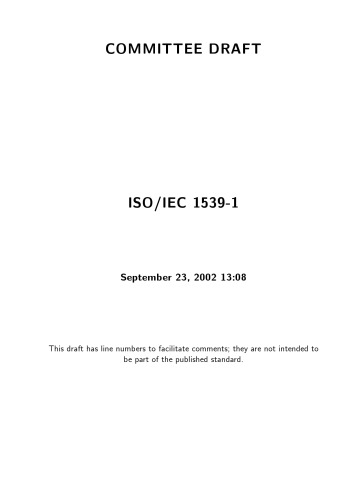 COMMITTEE DRAFT
ISO/IEC 1539-1
September 23, 2002 13:08
This draft has line numbers to facilitate comments; they are not intended to
be part of the published standard.